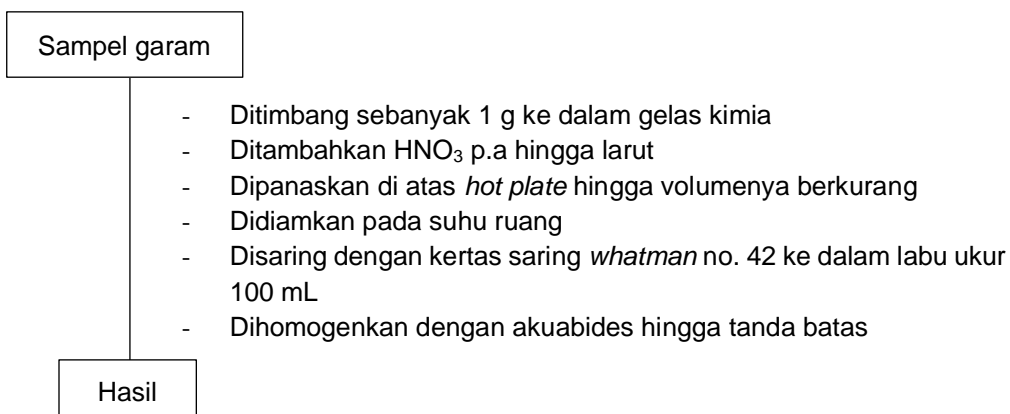 Sampel garam
- Ditimbang sebanyak 1 g ke dalam gelas kimia
- Ditambahkan HNO₃ p.a hingga larut
- Dipanaskan di atas hot plate hingga volumenya berkurang
- Didiamkan pada suhu ruang
- Disaring dengan kertas saring whatman no. 42 ke dalam labu ukur
100 mL
- Dihomogenkan dengan akuabides hingga tanda batas
Hasil